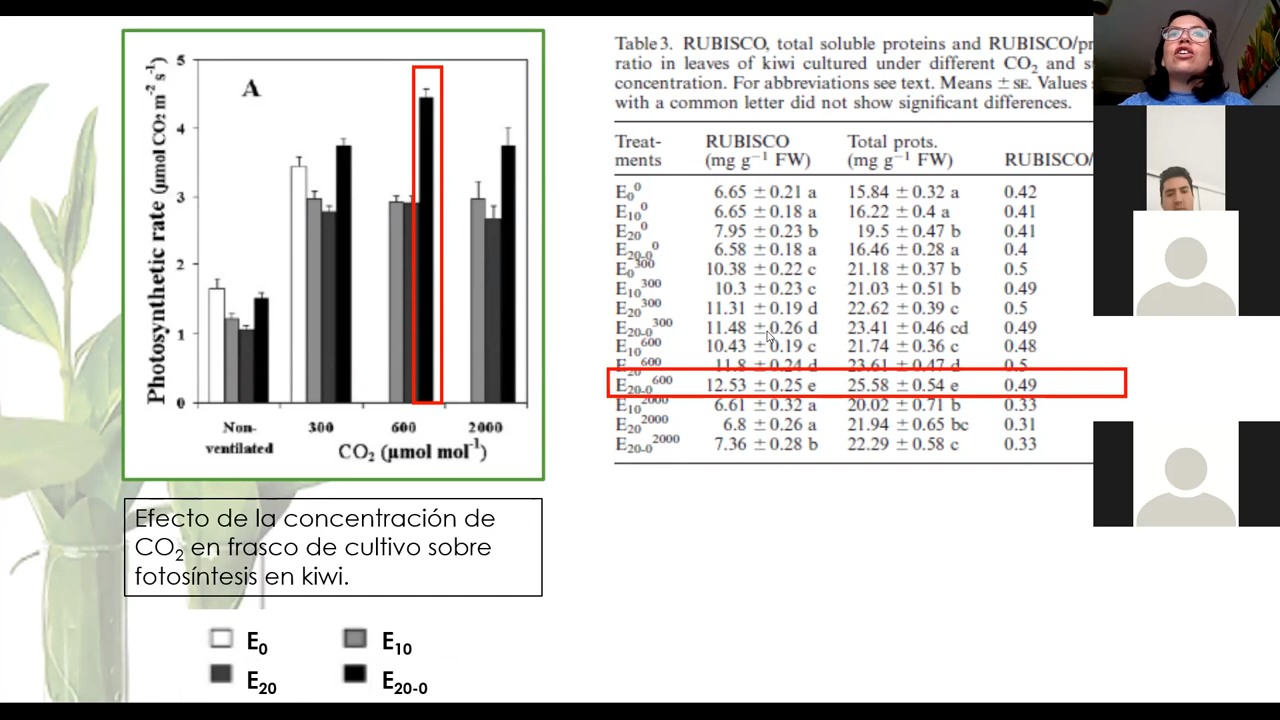 A
Photosynthetic rate (μmol CO₂ m⁻² s⁻¹)
5
4
3
2
1
0
Non-ventilated
300
600
2000
CO₂ (μmol mol⁻¹)
Efecto de la concentración de
CO₂ en frasco de cultivo sobre
fotosíntesis en kiwi.
E₀
E₁₀
E₂₀
E₂₀₋₀
Table 3. RUBISCO, total soluble proteins and RUBISCO/
ratio in leaves of kiwi cultured under different CO₂ and
concentration. For abbreviations see text. Means ± SE. Values
with a common letter did not show significant differences.
Treat-ments RUBISCO (mg g⁻¹ FW) Total prots. (mg g⁻¹ FW) RUBISCO/
E₀⁰ 6.65 ± 0.21 a 15.84 ± 0.32 a 0.42
E₁₀⁰ 6.65 ± 0.18 a 16.22 ± 0.4 a 0.41
E₂₀⁰ 7.95 ± 0.23 b 19.5 ± 0.47 b 0.41
E₂₀₋₀⁰ 6.58 ± 0.18 a 16.46 ± 0.28 a 0.4
E₀³⁰⁰ 10.38 ± 0.22 c 21.18 ± 0.37 b 0.5
E₁₀³⁰⁰ 10.3 ± 0.23 c 21.03 ± 0.51 b 0.49
E₂₀³⁰⁰ 11.31 ± 0.19 d 22.62 ± 0.39 c 0.5
E₂₀₋₀³⁰⁰ 11.48 ± 0.26 d 23.41 ± 0.46 cd 0.49
E₁₀⁶⁰⁰ 10.43 ± 0.19 c 21.74 ± 0.36 c 0.48
E₂₀⁶⁰⁰ 11.8 ± 0.24 d 23.61 ± 0.47 d 0.5
E₂₀₋₀⁶⁰⁰ 12.53 ± 0.25 e 25.58 ± 0.54 e 0.49
E₁₀²⁰⁰⁰ 6.61 ± 0.32 a 20.02 ± 0.71 b 0.33
E₂₀²⁰⁰⁰ 6.8 ± 0.26 a 21.94 ± 0.65 bc 0.31
E₂₀₋₀²⁰⁰⁰ 7.36 ± 0.28 b 22.29 ± 0.58 c 0.33